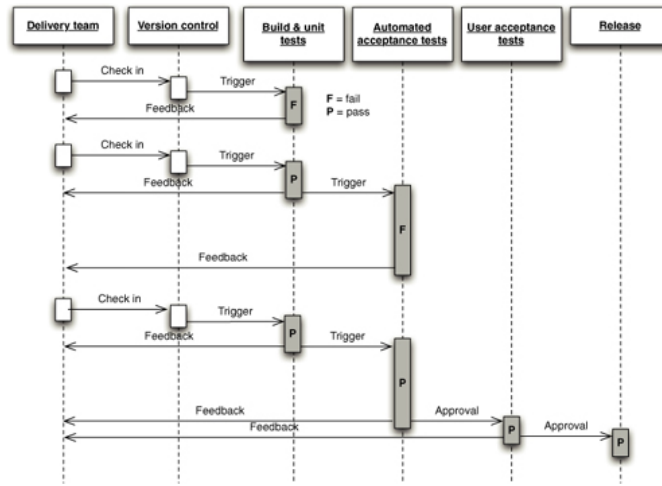 Delivery team
Version control
Build & unit
tests
Automated
acceptance tests
User acceptance
tests
Release
Check in
Trigger
Feedback
F
F = fail
P = pass
Check in
Trigger
Feedback
P
Trigger
F
Feedback
Check in
Trigger
Feedback
P
Trigger
P
Feedback
Approval
Feedback
P
Approval
P